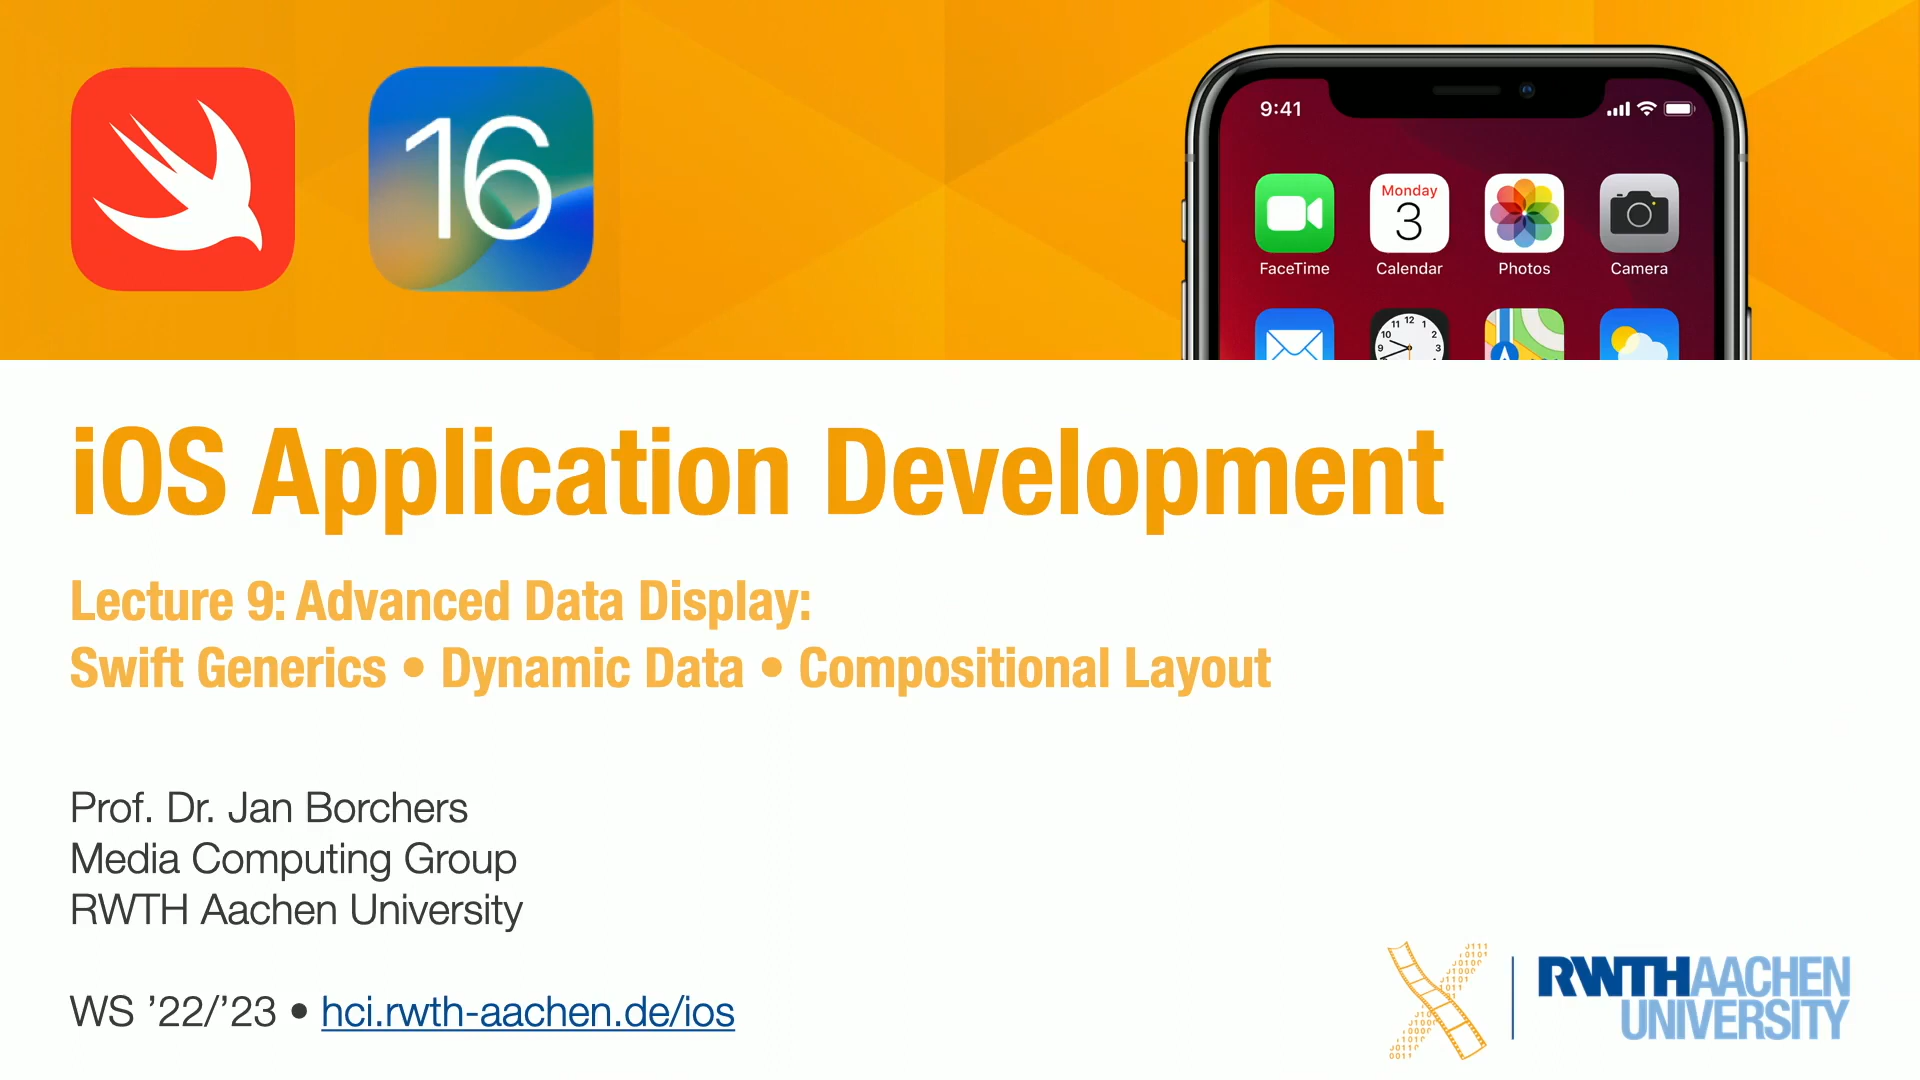 16
9:41
Monday
3
FaceTime
Calendar
Photos
Camera
iOS Application Development
Lecture 9: Advanced Data Display:
Swift Generics • Dynamic Data • Compositional Layout
Prof. Dr. Jan Borchers
Media Computing Group
RWTH Aachen University
WS ’22/’23 • hci.rwth-aachen.de/ios
RWTHAACHEN
UNIVERSITY